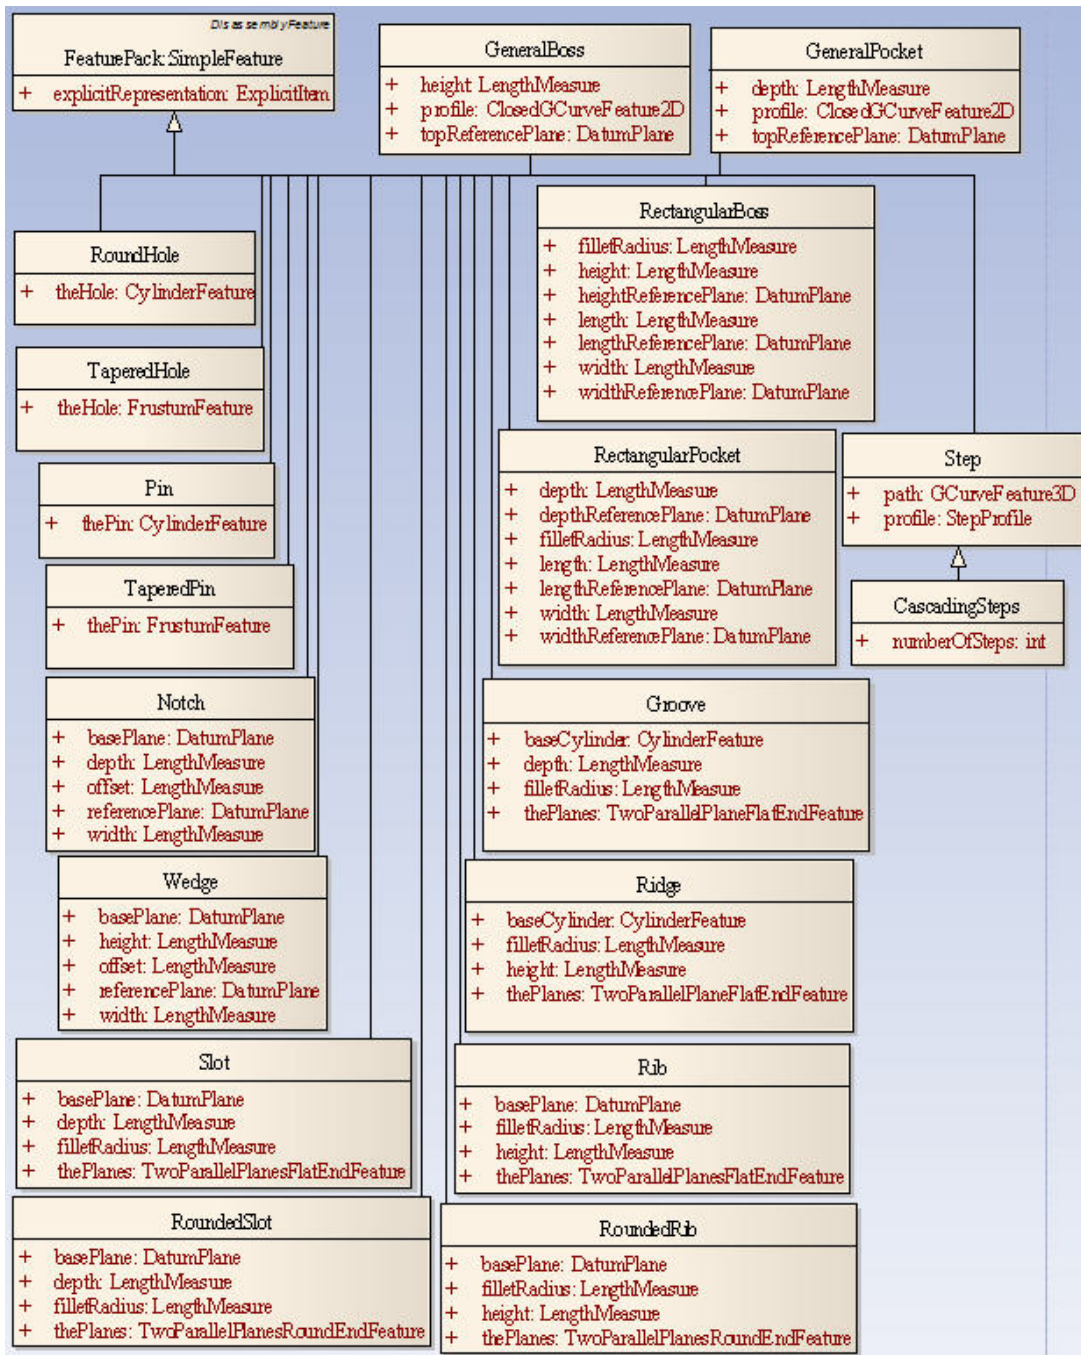 DisassemblyFeature
FeaturePack::SimpleFeature
+ explicitRepresentation: ExplicitItem
GeneralBoss
+ height: LengthMeasure
+ profile: ClosedGCurveFeature2D
+ topReferencePlane: DatumPlane
GeneralPocket
+ depth: LengthMeasure
+ profile: ClosedGCurveFeature2D
+ topReferencePlane: DatumPlane
RoundHole
+ theHole: CylinderFeature
TaperedHole
+ theHole: FrustumFeature
Pin
+ thePin: CylinderFeature
TaperedPin
+ thePin: FrustumFeature
Notch
+ basePlane: DatumPlane
+ depth: LengthMeasure
+ offset: LengthMeasure
+ referencePlane: DatumPlane
+ width: LengthMeasure
Wedge
+ basePlane: DatumPlane
+ height: LengthMeasure
+ offset: LengthMeasure
+ referencePlane: DatumPlane
+ width: LengthMeasure
Slot
+ basePlane: DatumPlane
+ depth: LengthMeasure
+ filletRadius: LengthMeasure
+ thePlanes: TwoParallelPlanesFlatEndFeature
RoundedSlot
+ basePlane: DatumPlane
+ depth: LengthMeasure
+ filletRadius: LengthMeasure
+ thePlanes: TwoParallelPlanesRoundEndFeature
RectangularBoss
+ filletRadius: LengthMeasure
+ height: LengthMeasure
+ heightReferencePlane: DatumPlane
+ length: LengthMeasure
+ lengthReferencePlane: DatumPlane
+ width: LengthMeasure
+ widthReferencePlane: DatumPlane
RectangularPocket
+ depth: LengthMeasure
+ depthReferencePlane: DatumPlane
+ filletRadius: LengthMeasure
+ length: LengthMeasure
+ lengthReferencePlane: DatumPlane
+ width: LengthMeasure
+ widthReferencePlane: DatumPlane
Step
+ path: GCurveFeature3D
+ profile: StepProfile
CascadingSteps
+ numberOfSteps: int
Groove
+ baseCylinder: CylinderFeature
+ depth: LengthMeasure
+ filletRadius: LengthMeasure
+ thePlanes: TwoParallelPlaneFlatEndFeature
Ridge
+ baseCylinder: CylinderFeature
+ filletRadius: LengthMeasure
+ height: LengthMeasure
+ thePlanes: TwoParallelPlaneFlatEndFeature
Rib
+ basePlane: DatumPlane
+ filletRadius: LengthMeasure
+ height: LengthMeasure
+ thePlanes: TwoParallelPlanesFlatEndFeature
RoundedRib
+ basePlane: DatumPlane
+ filletRadius: LengthMeasure
+ height: LengthMeasure
+ thePlanes: TwoParallelPlanesRoundEndFeature